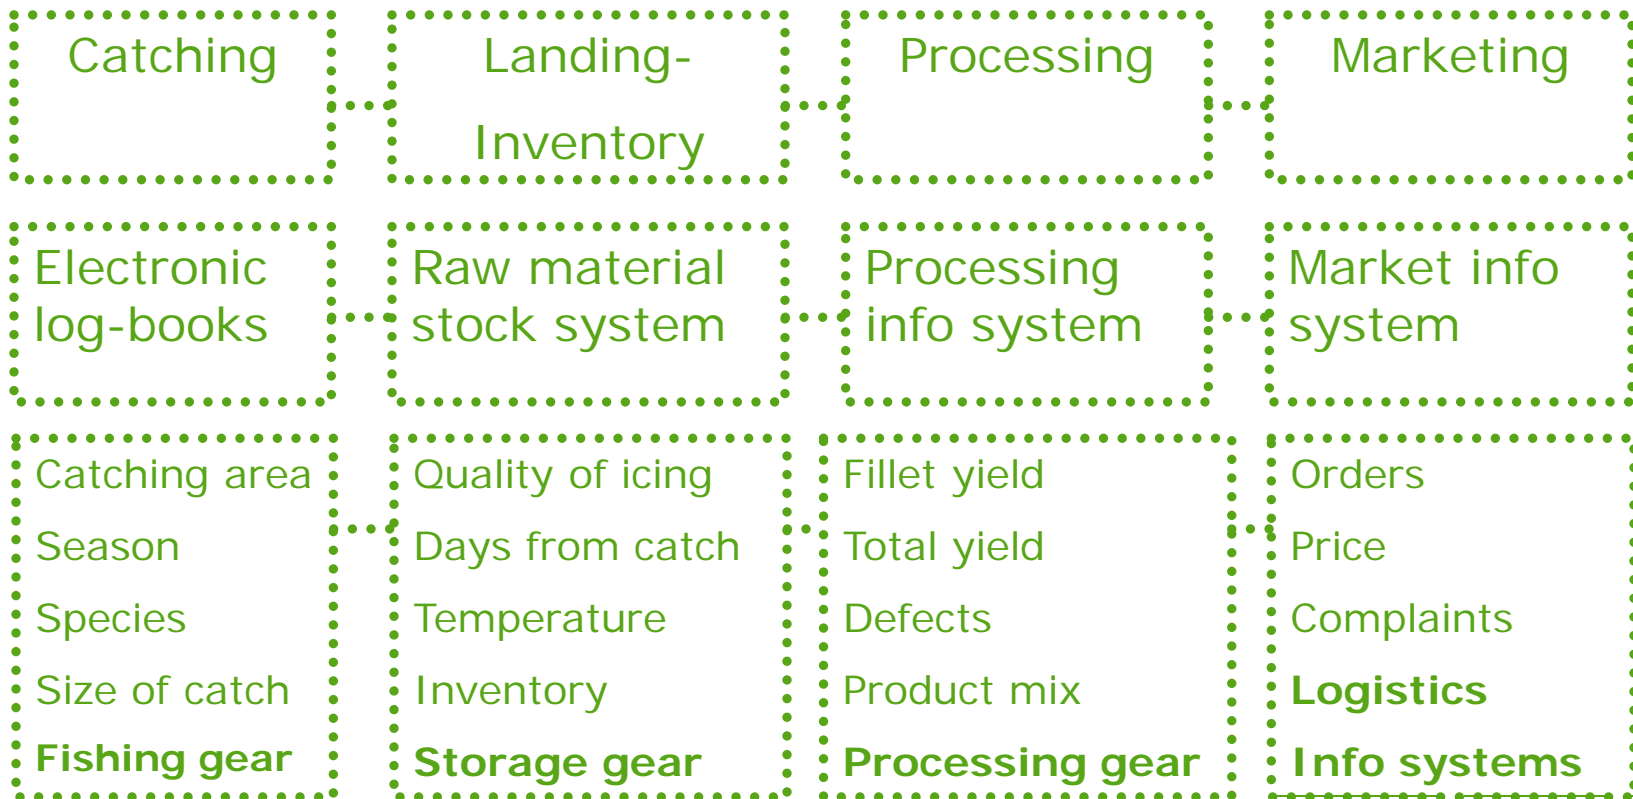 Catching
Landing-
Inventory
Processing
Marketing
Electronic
log-books
Raw material
stock system
Processing
info system
Market info
system
Catching area
Season
Species
Size of catch
Fishing gear
Quality of icing
Days from catch
Temperature
Inventory
Storage gear
Fillet yield
Total yield
Defects
Product mix
Processing gear
Orders
Price
Complaints
Logistics
Info systems